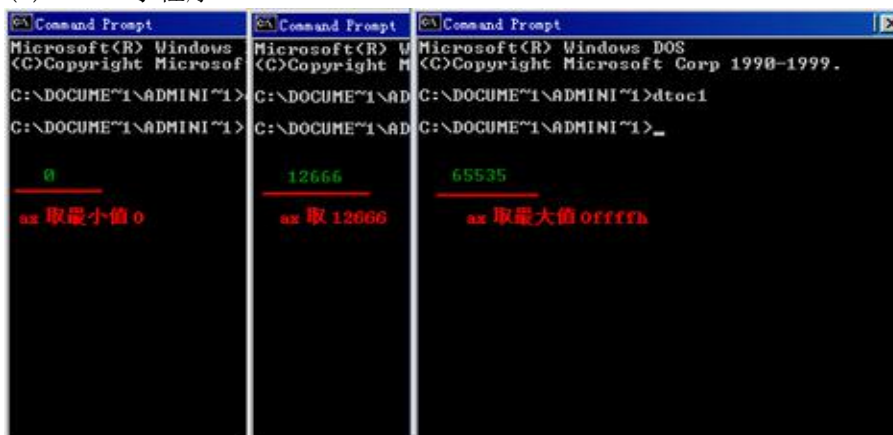 Command Prompt
Microsoft(R) Windows
(C)Copyright Microsof
C:\DOCUME~1\ADMINI~1>
C:\DOCUME~1\ADMINI~1>
0
ax 取最小值 0
Command Prompt
Microsoft(R) W
(C)Copyright M
C:\DOCUME~1\AD
C:\DOCUME~1\AD
12666
ax 取 12666
Command Prompt
Microsoft(R) Windows DOS
(C)Copyright Microsoft Corp 1990-1999.
C:\DOCUME~1\ADMINI~1>dtoc1
C:\DOCUME~1\ADMINI~1>_
65535
ax 取最大值 0ffffh